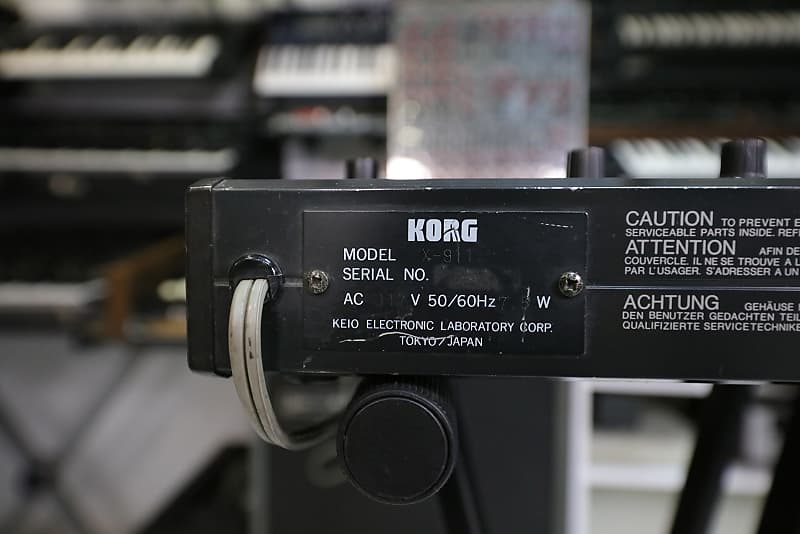 KORG
MODEL X-911
SERIAL NO.
AC 117 V 50/60Hz W
KEIO ELECTRONIC LABORATORY CORP.
TOKYO/JAPAN
CAUTION TO PREVENT E
SERVICEABLE PARTS INSIDE. REF
ATTENTION AFIN DE
COUVERCLE. IL NE SE TROUVE A L
PAR L'USAGER. S'ADRESSER A UN
ACHTUNG GEHÄUSE
DEN BENUTZER GEDACHTEN TEIL
QUALIFIZIERTE SERVICETECHNIKE